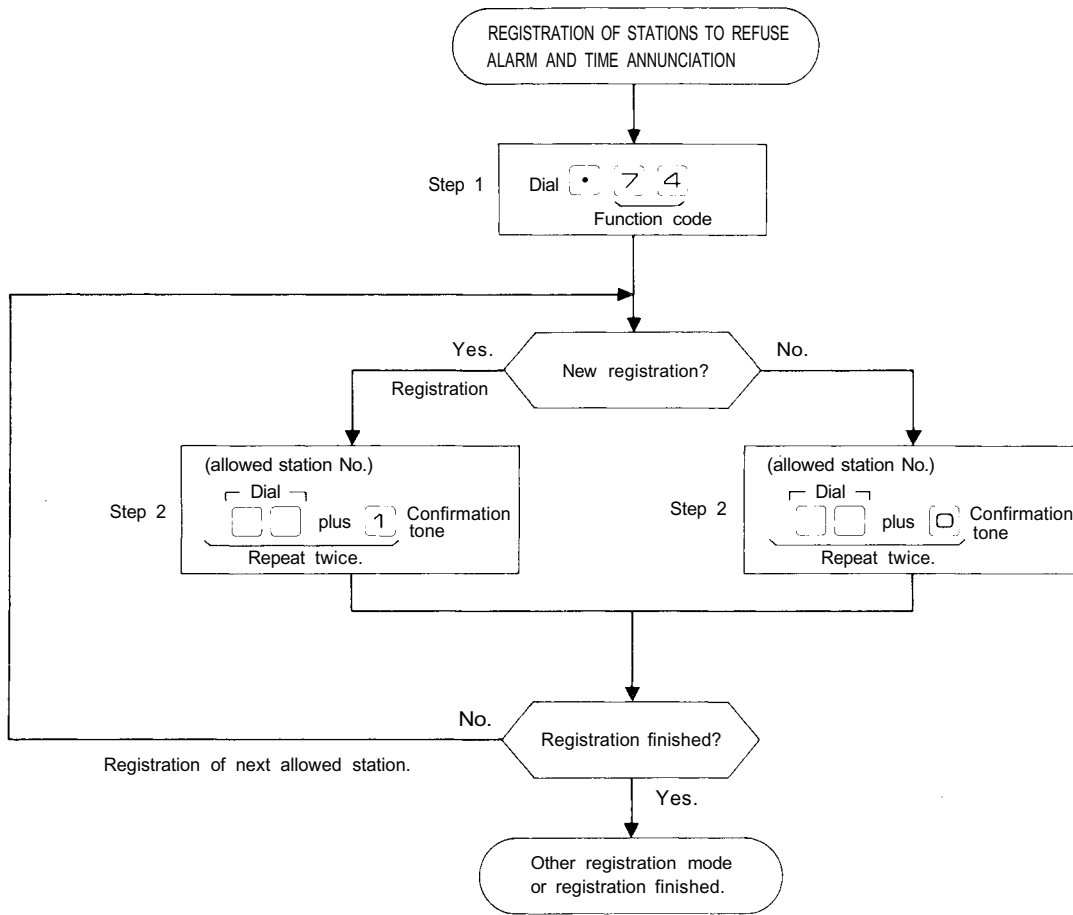 REGISTRATION OF STATIONS TO REFUSE
ALARM AND TIME ANNUNCIATION
Step 1
Dial • 7 4
Function code
Yes.
New registration?
No.
Registration
(allowed station No.)
Dial
Step 2
plus 1 Confirmation
tone
Repeat twice.
(allowed station No.)
Dial
Step 2
plus 0 Confirmation
tone
Repeat twice.
No.
Registration finished?
Registration of next allowed station.
Yes.
Other registration mode
or registration finished.